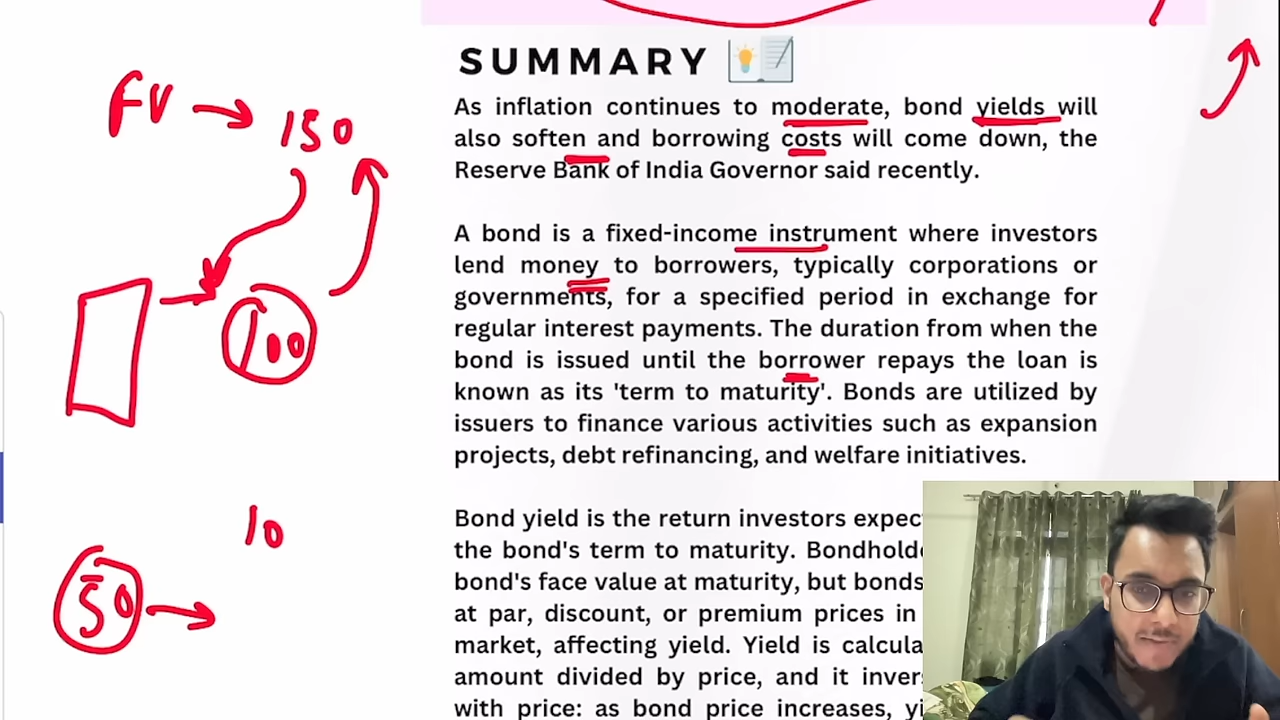 SUMMARY
As inflation continues to moderate, bond yields will
also soften and borrowing costs will come down, the
Reserve Bank of India Governor said recently.
A bond is a fixed-income instrument where investors
lend money to borrowers, typically corporations or
governments, for a specified period in exchange for
regular interest payments. The duration from when the
bond is issued until the borrower repays the loan is
known as its 'term to maturity'. Bonds are utilized by
issuers to finance various activities such as expansion
projects, debt refinancing, and welfare initiatives.
Bond yield is the return investors expec
the bond's term to maturity. Bondholde
bond's face value at maturity, but bonds
at par, discount, or premium prices in
market, affecting yield. Yield is calcula
amount divided by price, and it inver
with price: as bond price increases, yi
FV → 150
100
10
50 →